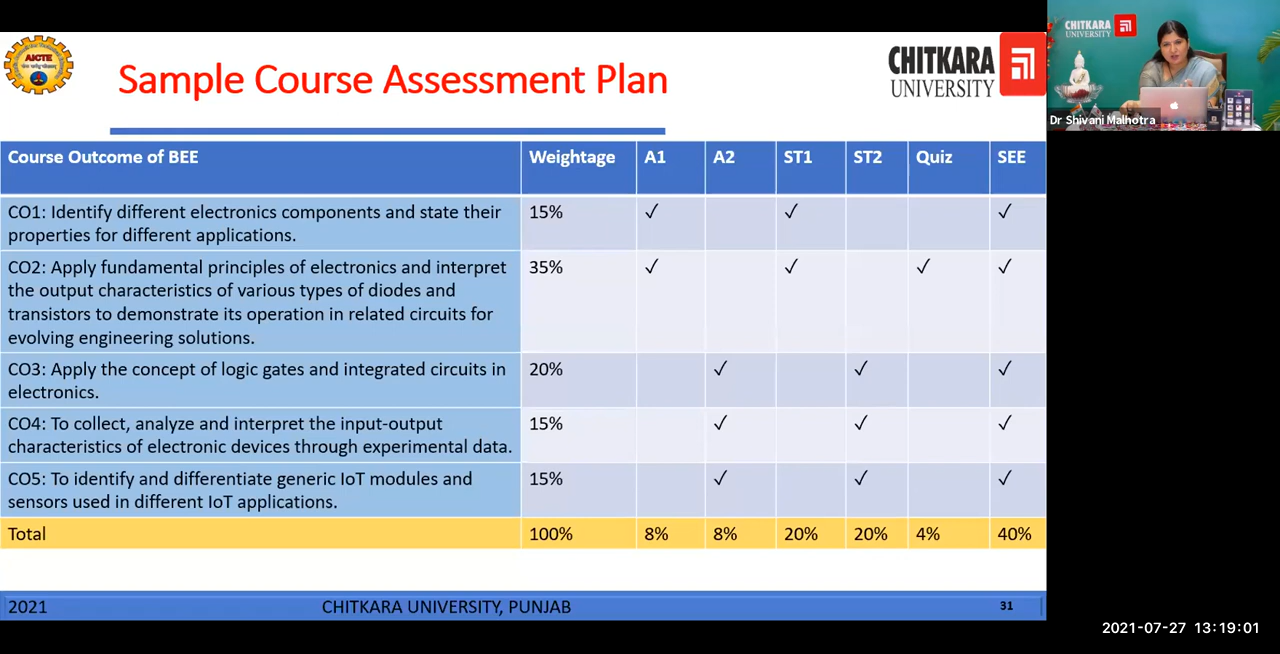 AICTE
Sample Course Assessment Plan
CHITKARA
UNIVERSITY
CHITKARA
UNIVERSITY
Dr Shivani Malhotra
Course Outcome of BEE Weightage A1 A2 ST1 ST2 Quiz SEE
CO1: Identify different electronics components and state their 15% ✓ ✓ ✓
properties for different applications.
CO2: Apply fundamental principles of electronics and interpret 35% ✓ ✓ ✓ ✓
the output characteristics of various types of diodes and
transistors to demonstrate its operation in related circuits for
evolving engineering solutions.
CO3: Apply the concept of logic gates and integrated circuits in 20% ✓ ✓ ✓
electronics.
CO4: To collect, analyze and interpret the input-output 15% ✓ ✓ ✓
characteristics of electronic devices through experimental data.
CO5: To identify and differentiate generic IoT modules and 15% ✓ ✓ ✓
sensors used in different IoT applications.
Total 100% 8% 8% 20% 20% 4% 40%
2021 CHITKARA UNIVERSITY, PUNJAB 31
2021-07-27 13:19:01